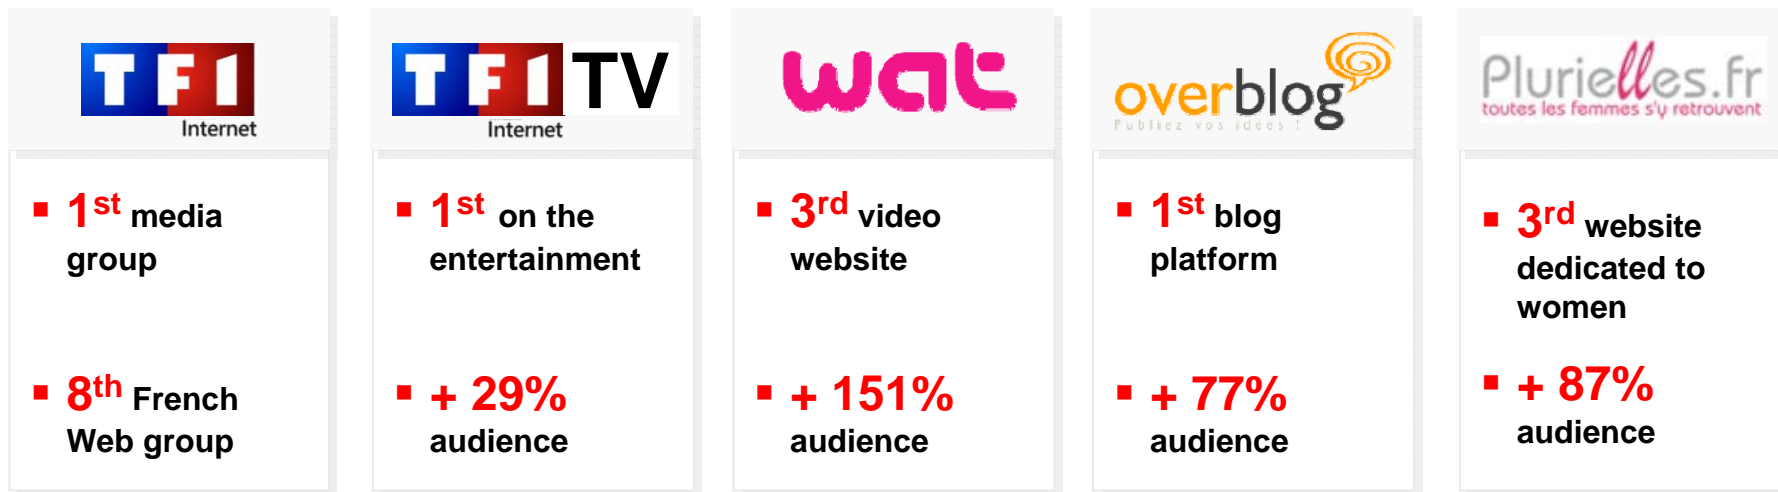 TF1
Internet
1st media
group
8th French
Web group
TF1 TV
Internet
1st on the
entertainment
+ 29%
audience
wat
3rd video
website
+ 151%
audience
overblog
Publiez vos idées !
1st blog
platform
+ 77%
audience
Plurielles.fr
toutes les femmes s'y retrouvent
3rd website
dedicated to
women
+ 87%
audience